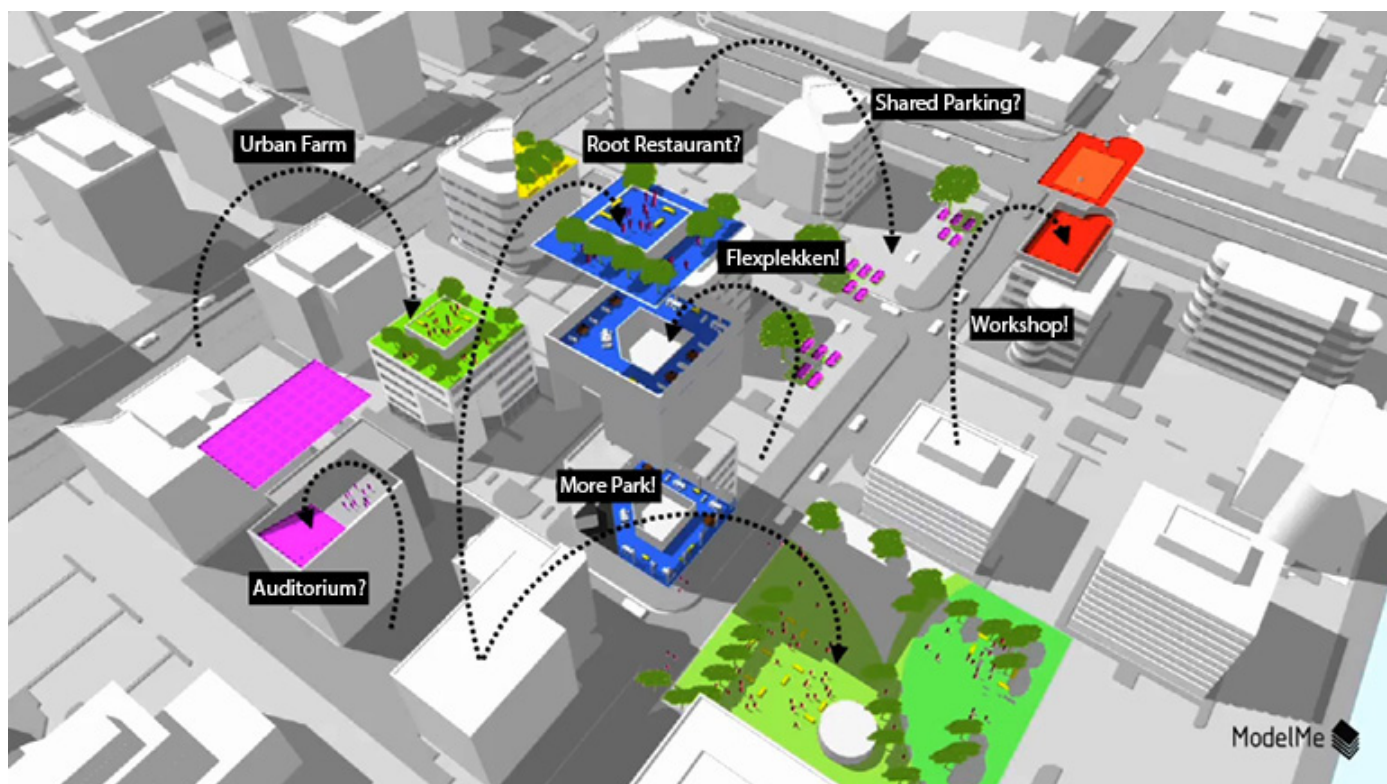 Shared Parking?
Urban Farm
Root Restaurant?
Flexplekken!
Workshop!
More Park!
Auditorium?
ModelMe